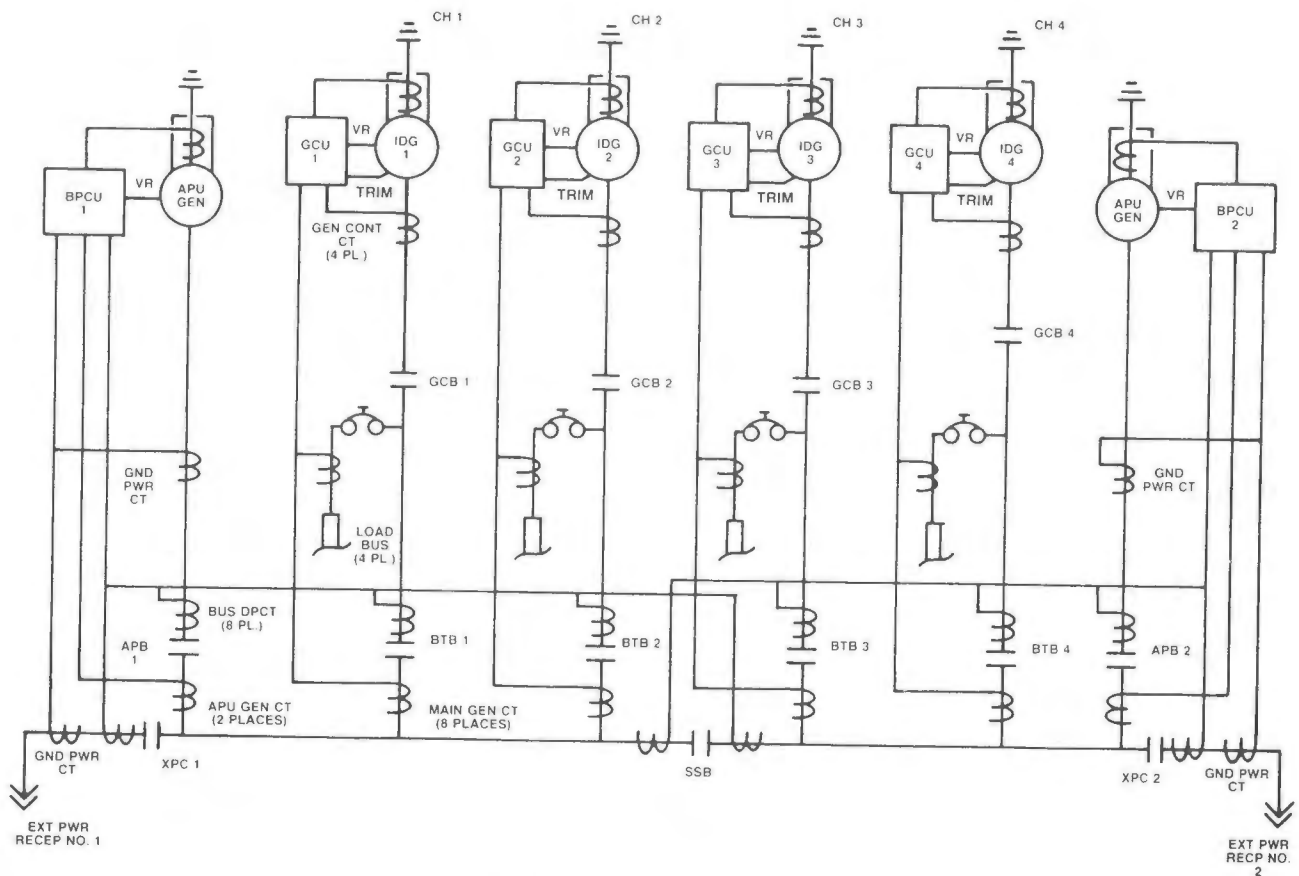 CH 1
CH 2
CH 3
CH 4
GCU
1
VR
IDG
1
TRIM
GCU
2
VR
IDG
2
TRIM
GCU
3
VR
IDG
3
TRIM
GCU
4
VR
IDG
4
TRIM
BPCU
1
VR
APU
GEN
APU
GEN
VR
BPCU
2
GEN CONT
CT
(4 PL.)
GCB 1
GCB 2
GCB 3
GCB 4
GND
PWR
CT
LOAD
BUS
(4 PL.)
GND
PWR CT
APB
1
BUS DPCT
(8 PL.)
BTB 1
BTB 2
BTB 3
BTB 4
APB 2
APU GEN CT
(2 PLACES)
MAIN GEN CT
(8 PLACES)
GND PWR
CT
XPC 1
SSB
XPC 2
GND PWR
CT
EXT PWR
RECEP NO. 1
EXT PWR
RECP NO.
2